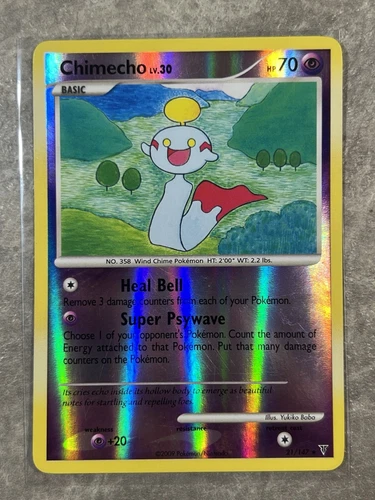 Chimecho LV.30 HP 70
BASIC
NO. 358 Wind Chime Pokémon HT: 2'00" WT: 2.2 lbs.
Heal Bell
Remove 3 damage counters from each of your Pokémon.
Super Psywave
Choose 1 of your opponent's Pokémon. Count the amount of
Energy attached to that Pokémon. Put that many damage
counters on the Pokémon.
Its cries echo inside its hollow body to emerge as beautiful
notes for startling and repelling foes.
Illus. Yukiko Baba
weakness resistance
+20
©2009 Pokémon/Nintendo